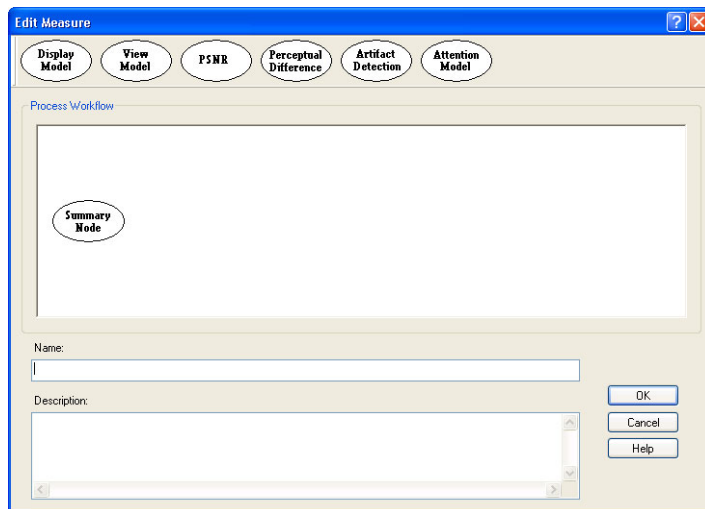 Edit Measure
Display
Model
View
Model
PSNR
Perceptual
Difference
Artifact
Detection
Attention
Model
Process Workflow
Summary
Node
Name:
Description:
OK
Cancel
Help